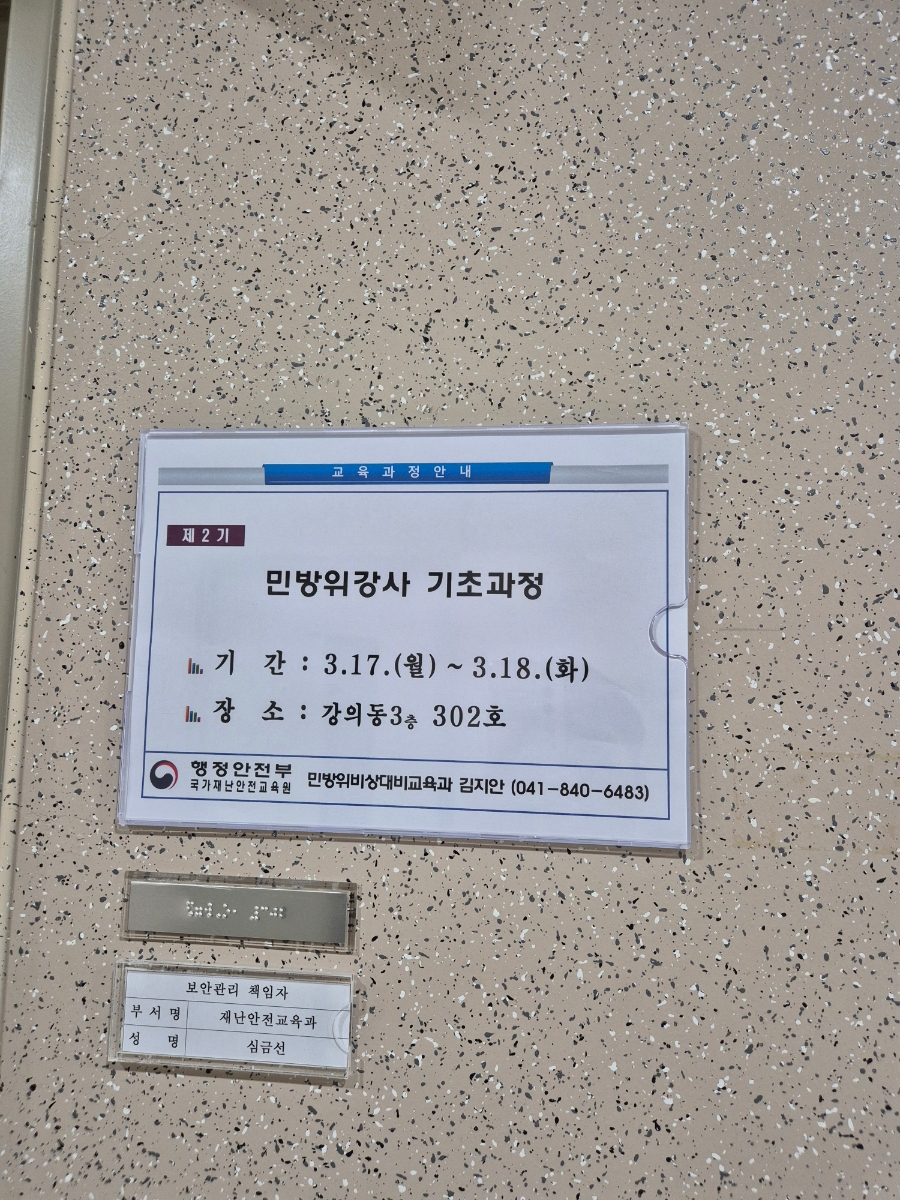 교육과정안내
제2기
민방위강사 기초과정
기 간 : 3.17.(월) ~ 3.18.(화)
장 소 : 강의동3층 302호
행정안전부
국가재난안전교육원
민방위비상대비교육과 김지안 (041-840-6483)
보안관리 책임자
부서명 재난안전교육과
성 명 심금선